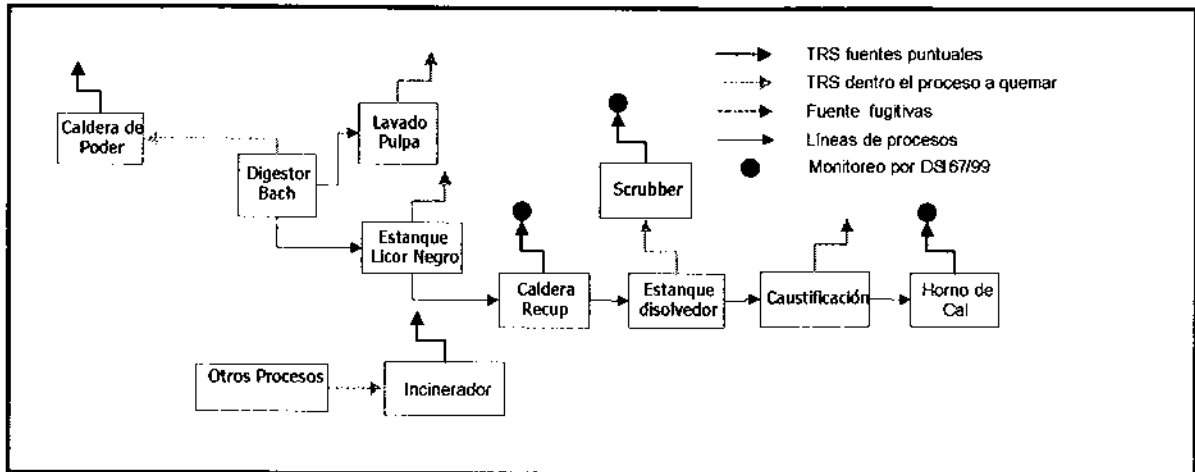 TRS fuentes puntuales
TRS dentro el proceso a quemar
Fuente fugitivas
Líneas de procesos
Monitoreo por DS167/99
Caldera de
Poder
Lavado
Pulpa
Digestor
Bach
Scrubber
Estanque
Licor Negro
Caldera
Recup
Estanque
disolvedor
Caustificación
Horno de
Cal
Otros Procesos
Incinerador